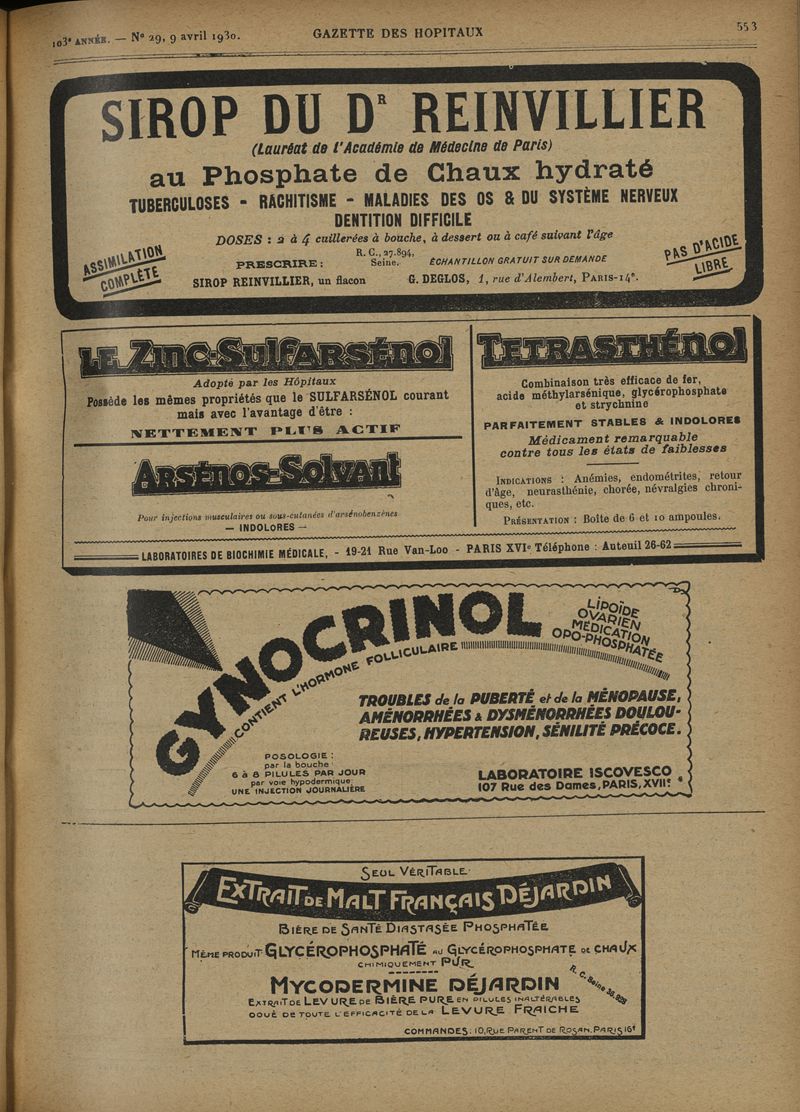 103e ANNÉE. — No 29, 9 avril 1930.
GAZETTE DES HOPITAUX
553
SIROP DU Dr REINVILLIER
(Lauréat de l'Académie de Médecine de Paris)
au Phosphate de Chaux hydraté
TUBERCULOSES - RACHITISME - MALADIES DES OS & DU SYSTÈME NERVEUX
DENTITION DIFFICILE
DOSES : 2 à 4 cuillerées à bouche, à dessert ou à café suivant l'âge
ASSIMILATION
COMPLÈTE
PRESCRIRE :
R. C., 27.894,
Seine.
ÉCHANTILLON GRATUIT SUR DEMANDE
SIROP REINVILLIER, un flacon
G. DEGLOS, 1, rue d'Alembert, PARIS-14e.
PAS D'ACIDE
LIBRE
LE ZINC-SULFARSÉNOL
Adopté par les Hôpitaux
Possède les mêmes propriétés que le SULFARSÉNOL courant
mais avec l'avantage d'être :
NETTEMENT PLUS ACTIF
ARSÉNOS-SOLVANT
Pour injections musculaires ou sous-cutanées d'arsénobenzènes
— INDOLORES —
TETRASTHÉNOL
Combinaison très efficace de fer,
acide méthylarsénique, glycérophosphate
et strychnine
PARFAITEMENT STABLES & INDOLORES
Médicament remarquable
contre tous les états de faiblesses
INDICATIONS : Anémies, endométrites, retour
d'âge, neurasthénie, chorée, névralgies chroni-
ques, etc.
PRÉSENTATION : Boîte de 6 et 10 ampoules.
LABORATOIRES DE BIOCHIMIE MÉDICALE, - 19-21 Rue Van-Loo - PARIS XVIe Téléphone : Auteuil 26-62
GYNOCRINOL
CONTIENT L'HORMONE FOLLICULAIRE
LIPOÏDE
OVARIEN
MÉDICATION
OPO-PHOSPHATÉE
TROUBLES de la PUBERTÉ et de la MÉNOPAUSE,
AMÉNORRHÉES & DYSMÉNORRHÉES DOULOU-
REUSES, HYPERTENSION, SÉNILITÉ PRÉCOCE.
POSOLOGIE :
par la bouche
6 à 8 PILULES PAR JOUR
par voie hypodermique
UNE INJECTION JOURNALIÈRE
LABORATOIRE ISCOVESCO
107 Rue des Dames, PARIS, XVIIe
SEUL VÉRITABLE
EXTRAIT DE MALT FRANÇAIS DÉJARDIN
BIÈRE DE SANTÉ DIASTASÉE PHOSPHATÉE
MÊME PRODUIT GLYCÉROPHOSPHATÉ AU GLYCÉROPHOSPHATE DE CHAUX
CHIMIQUEMENT PUR
MYCODERMINE DÉJARDIN
R. C. Seine 38.828
EXTRAIT DE LEVURE DE BIÈRE PURE EN PILULES INALTÉRABLES
DOUÉ DE TOUTE L'EFFICACITÉ DE LA LEVURE FRAICHE
COMMANDES : 10, RUE PARENT DE ROSAN. PARIS 16e